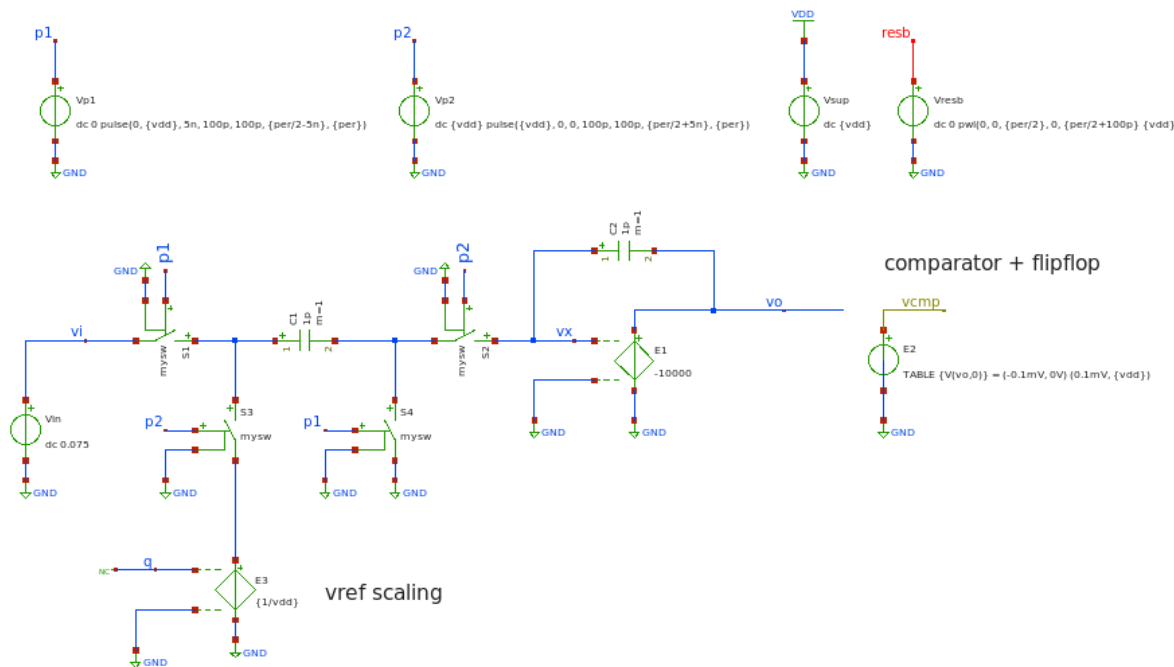 p1
p2
VDD
resb
Vp1
dc 0 pulse(0, {vdd}, 5n, 100p, 100p, {per/2-5n}, {per})
Vp2
dc {vdd} pulse({vdd}, 0, 0, 100p, 100p, {per/2+5n}, {per})
Vsup
dc {vdd}
Vresb
dc 0 pwl(0, 0, {per/2}, 0, {per/2+100p} {vdd}
GND
GND
GND
GND
p1
GND
p2
GND
C2
1p
m=1
1
2
comparator + flipflop
vi
S1
mysw
C1
1p
m=1
1
2
S2
mysw
vx
vo
vcmp
E1
-10000
E2
TABLE {V(vo,0)} = (-0.1mV, 0V) (0.1mV, {vdd})
Vin
dc 0.075
p2
S3
mysw
p1
S4
mysw
GND
GND
GND
GND
GND
GND
GND
GND
NC
q
E3
{1/vdd}
vref scaling
GND
GND